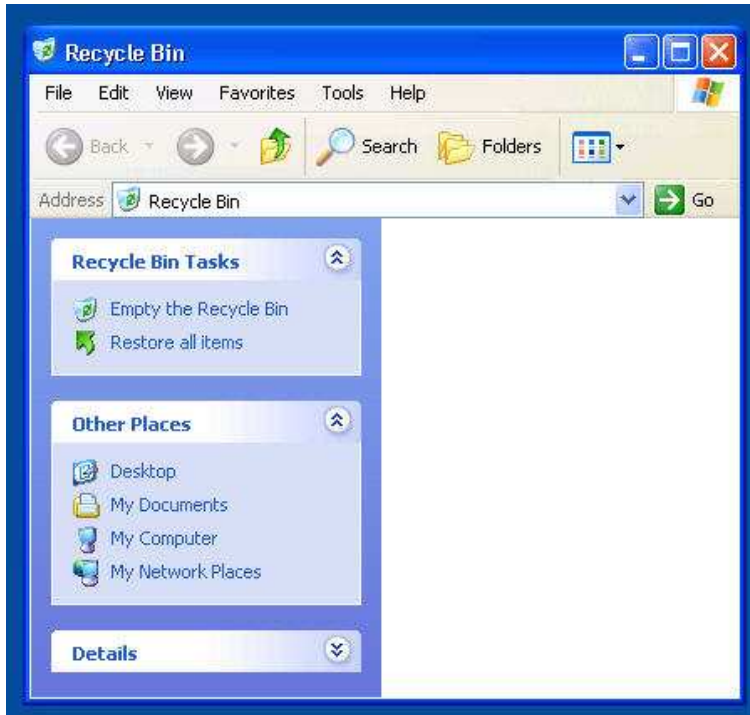 Recycle Bin
File Edit View Favorites Tools Help
Back Search Folders
Address Recycle Bin Go
Recycle Bin Tasks
Empty the Recycle Bin
Restore all items
Other Places
Desktop
My Documents
My Computer
My Network Places
Details